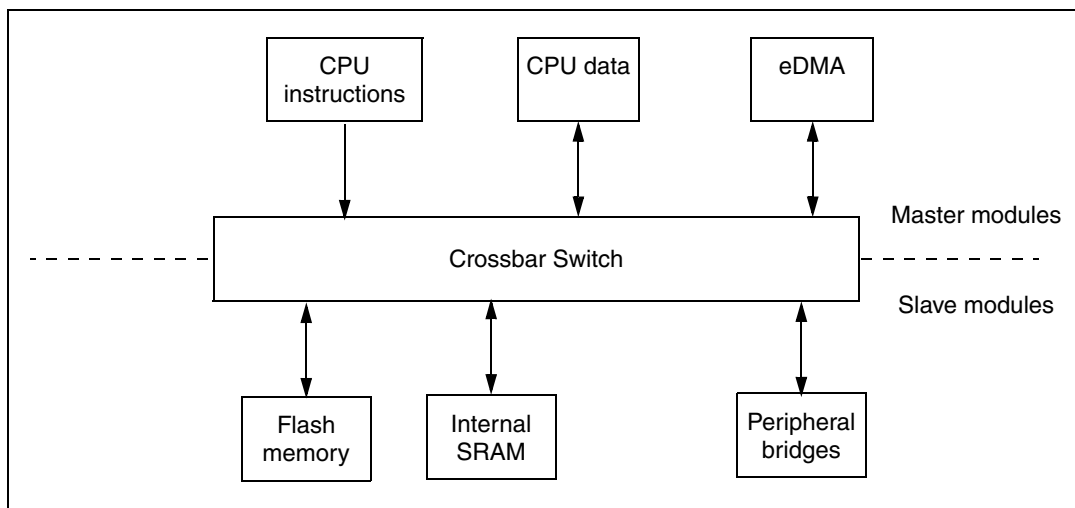 CPU
instructions
CPU data
eDMA
Master modules
Crossbar Switch
Slave modules
Flash
memory
Internal
SRAM
Peripheral
bridges